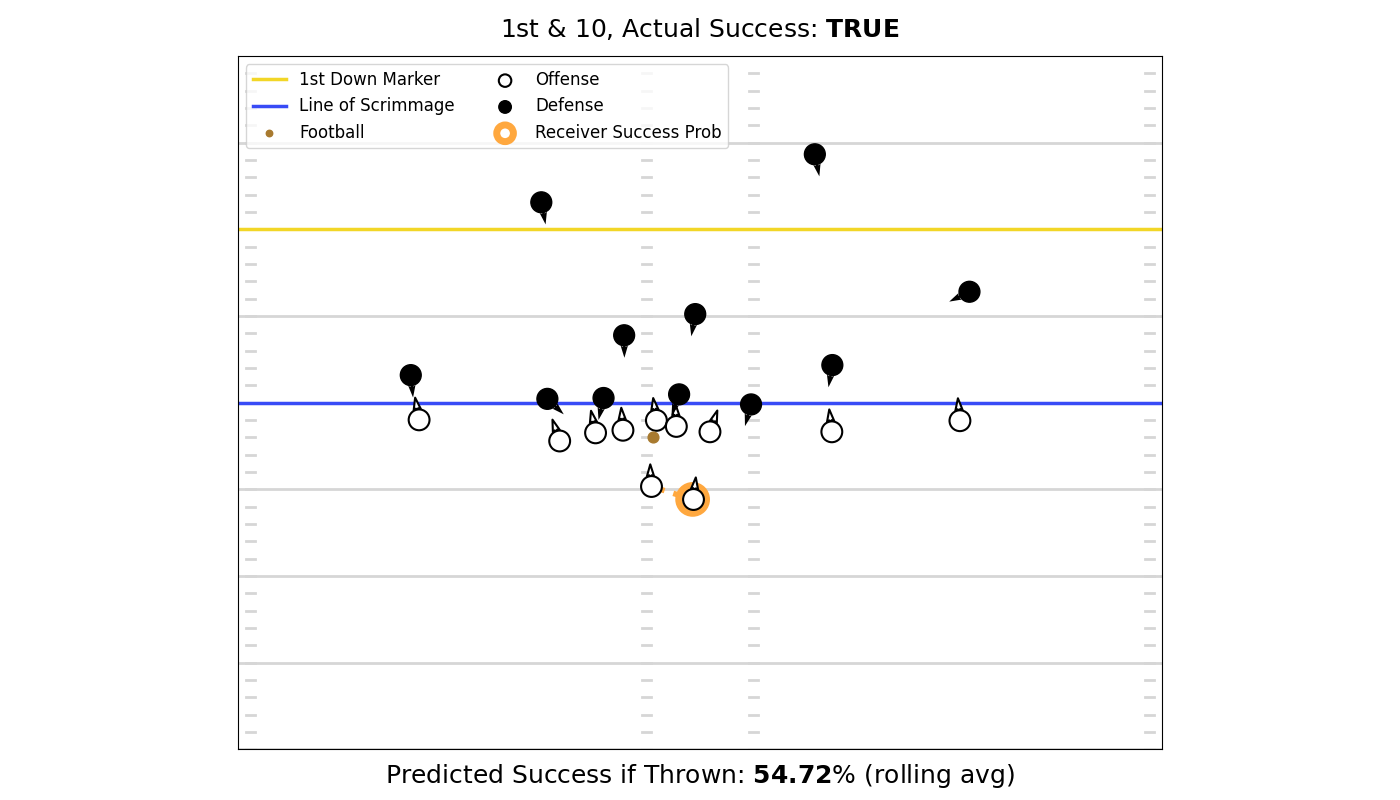 1st & 10, Actual Success: TRUE
1st Down Marker
Line of Scrimmage
Football
Offense
Defense
Receiver Success Prob
Predicted Success if Thrown: 54.72% (rolling avg)